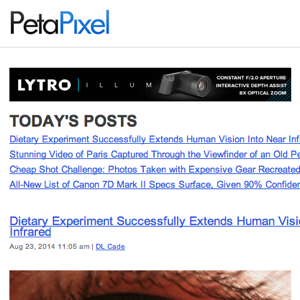 PetaPixel
LYTRO ILLUM
CONSTANT F/2.0 APERTURE
INTERACTIVE DEPTH ASSIST
8X OPTICAL ZOOM
TODAY'S POSTS
Dietary Experiment Successfully Extends Human Vision Into Near Inf
Stunning Video of Paris Captured Through the Viewfinder of an Old Pe
Cheap Shot Challenge: Photos Taken with Expensive Gear Recreated
All-New List of Canon 7D Mark II Specs Surface, Given 90% Confiden
Dietary Experiment Successfully Extends Human Visi
Infrared
Aug 23, 2014 11:05 am | DL Cade